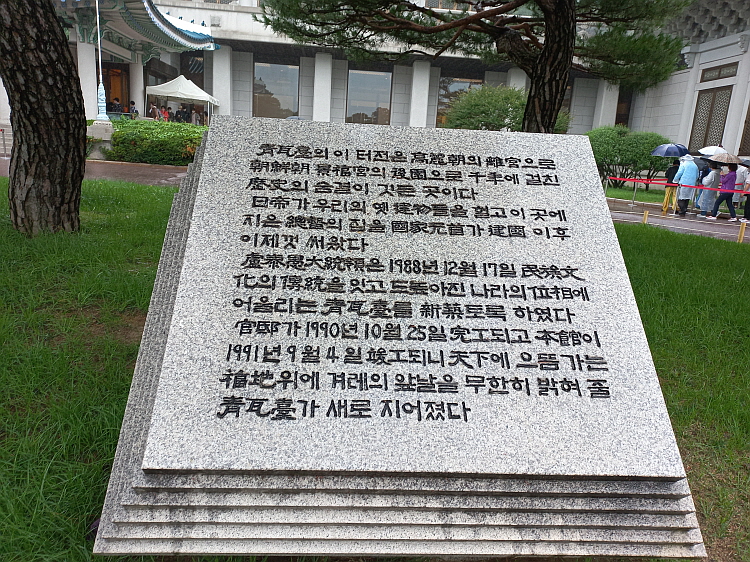 靑瓦臺의 이 터전은 高麗朝의 離宮으로
朝鮮朝 景福宮의 後園으로 千年에 걸친
歷史의 숨결이 깃든 곳이다
日帝가 우리의 옛 建物들을 헐고 이 곳에
지은 總督의 집을 國家元首가 建國 이후
이제껏 써왔다
盧泰愚大統領은 1988년 12월 17일 民族文
化의 傳統을 잇고 드높아진 나라의 位相에
어울리는 靑瓦臺를 新築토록 하였다
官邸가 1990년 10월 25일 完工되고 本館이
1991년 9월 4일 竣工되니 天下에 으뜸가는
福地 위에 겨레의 앞날을 무한히 밝혀 줄
靑瓦臺가 새로 지어졌다